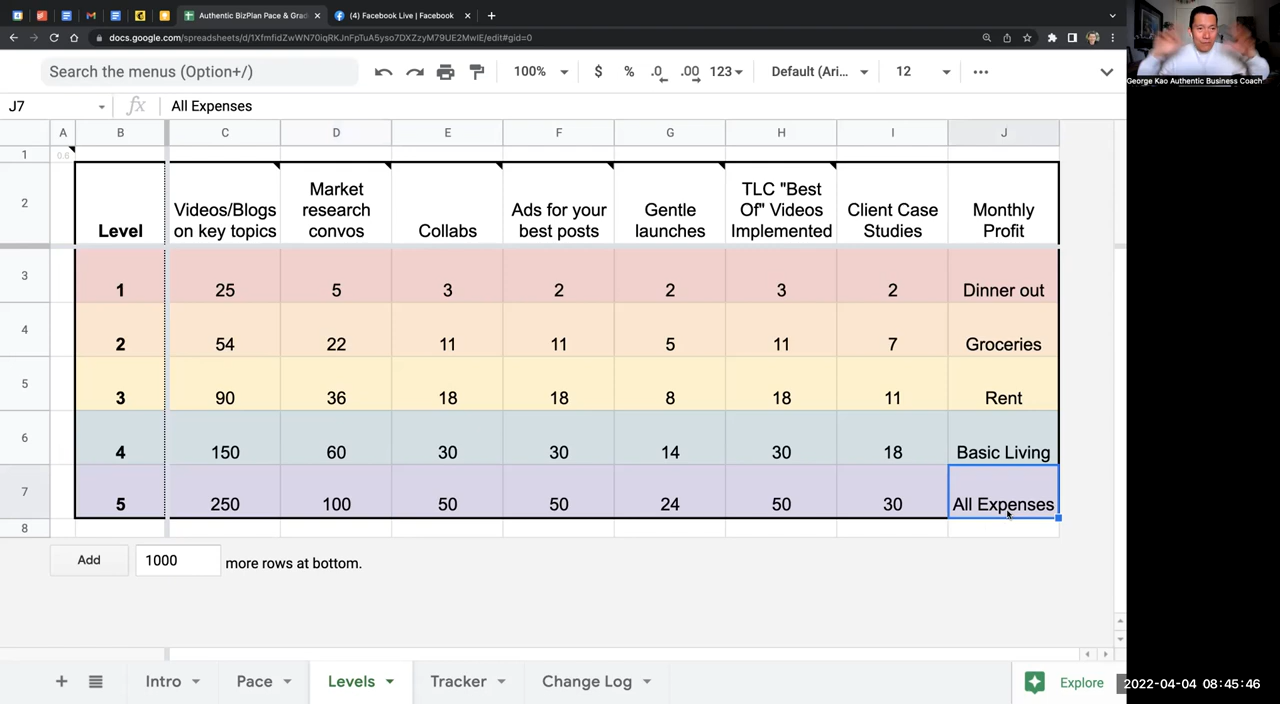 Authentic BizPlan Pace & Grad
(4) Facebook Live | Facebook
docs.google.com/spreadsheets/d/1XfmfidZwWN70iqRKJnFpTuA5yso7DXZzyM79UE2MwIE/edit#gid=0
George Kao Authentic Business Coach
Search the menus (Option+/)
100%
$
%
.0
.00
123
Default (Ari...
12
J7
fx
All Expenses
A B C D E F G H I J
1 0.6
2
Level
Videos/Blogs
on key topics
Market
research
convos
Collabs
Ads for your
best posts
Gentle
launches
TLC "Best
Of" Videos
Implemented
Client Case
Studies
Monthly
Profit
3 1 25 5 3 2 2 3 2 Dinner out
4 2 54 22 11 11 5 11 7 Groceries
5 3 90 36 18 18 8 18 11 Rent
6 4 150 60 30 30 14 30 18 Basic Living
7 5 250 100 50 50 24 50 30 All Expenses
8
Add 1000 more rows at bottom.
+ Intro Pace Levels Tracker Change Log Explore
2022-04-04 08:45:46